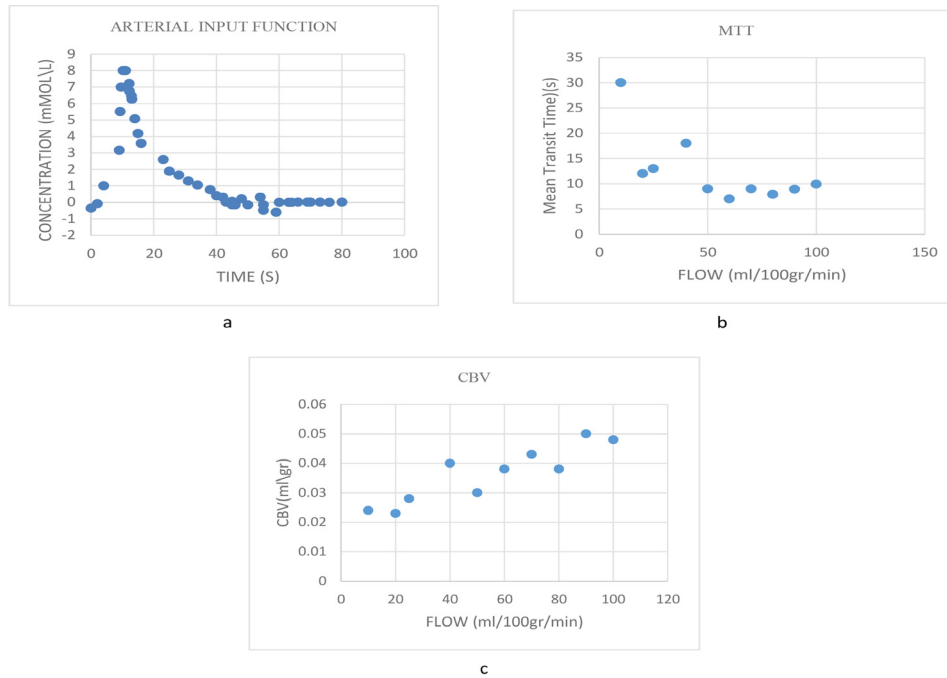 ARTERIAL INPUT FUNCTION
CONCENTRATION (mMOL\L)
9
8
7
6
5
4
3
2
1
0
-1
-2
0 20 40 60 80 100
TIME (S)
a
MTT
Mean Transit Time)(s)
35
30
25
20
15
10
5
0
0 50 100 150
FLOW (ml/100gr/min)
b
CBV
CBV(ml\gr)
0.06
0.05
0.04
0.03
0.02
0.01
0
0 20 40 60 80 100 120
FLOW (ml/100gr/min)
c